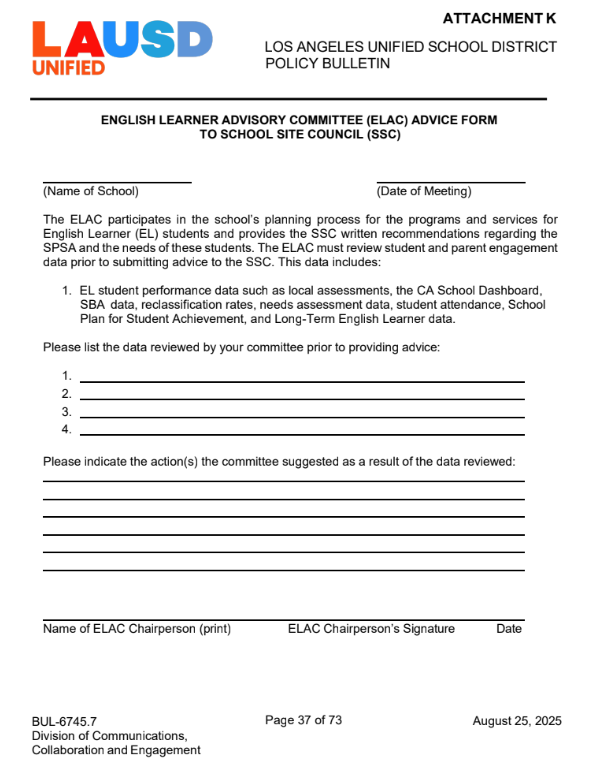 ATTACHMENT K
LAUSD
UNIFIED
LOS ANGELES UNIFIED SCHOOL DISTRICT
POLICY BULLETIN
ENGLISH LEARNER ADVISORY COMMITTEE (ELAC) ADVICE FORM
TO SCHOOL SITE COUNCIL (SSC)
(Name of School) (Date of Meeting)
The ELAC participates in the school's planning process for the programs and services for
English Learner (EL) students and provides the SSC written recommendations regarding the
SPSA and the needs of these students. The ELAC must review student and parent engagement
data prior to submitting advice to the SSC. This data includes:
1. EL student performance data such as local assessments, the CA School Dashboard,
SBA data, reclassification rates, needs assessment data, student attendance, School
Plan for Student Achievement, and Long-Term English Learner data.
Please list the data reviewed by your committee prior to providing advice:
1.
2.
3.
4.
Please indicate the action(s) the committee suggested as a result of the data reviewed:
Name of ELAC Chairperson (print) ELAC Chairperson's Signature Date
BUL-6745.7 Page 37 of 73 August 25, 2025
Division of Communications,
Collaboration and Engagement